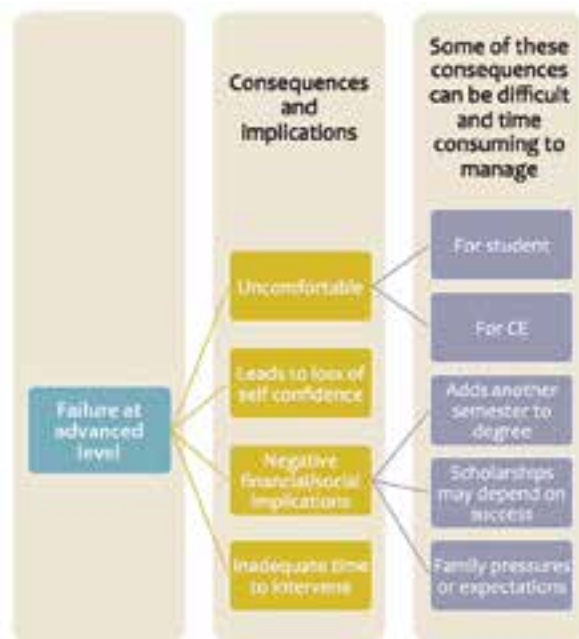 Consequences
and
implications
Some of these
consequences
can be difficult
and time
consuming to
manage
Failure at
advanced
level
Uncomfortable
Leads to loss of
self confidence
Negative
financial/social
implications
Inadequate time
to intervene
For student
For CE
Adds another
semester to
degree
Scholarships
may depend on
success
Family pressures
or expectations